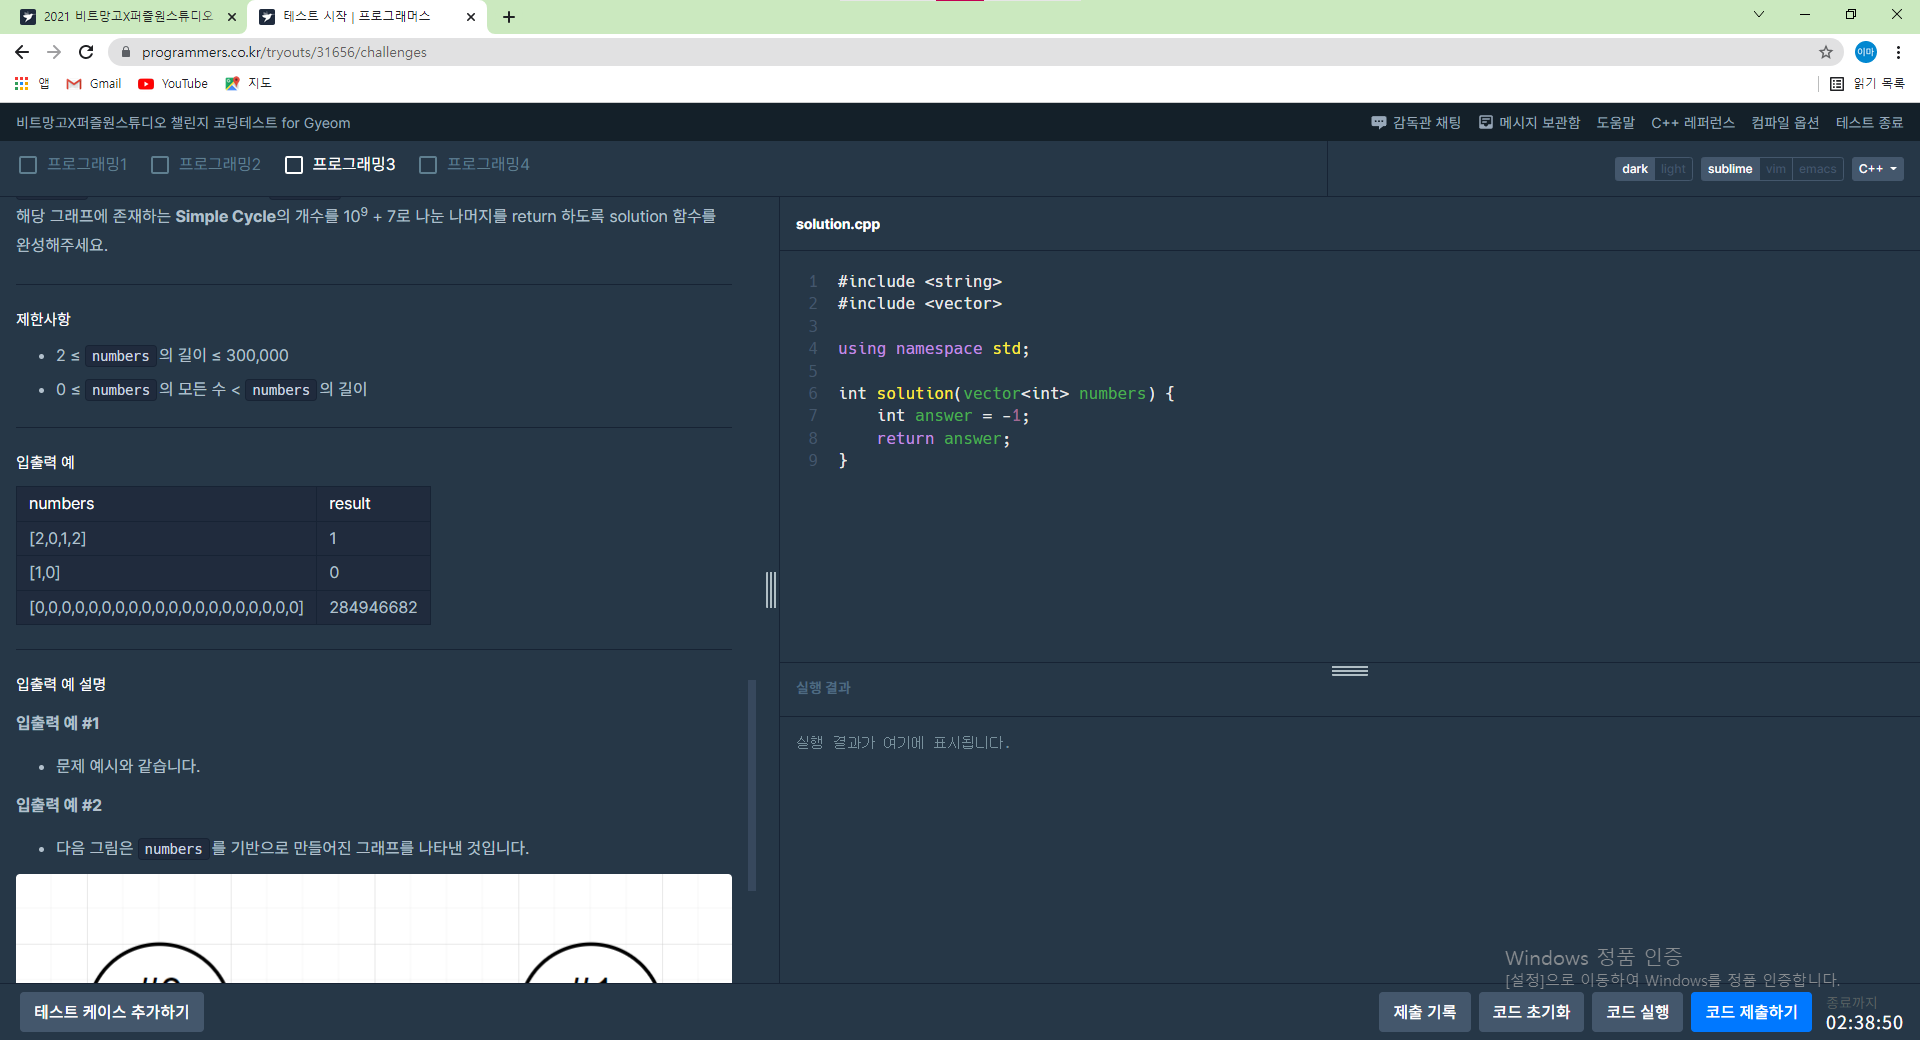 2021 비트망고X퍼즐원스튜디오
테스트 시작 | 프로그래머스
programmers.co.kr/tryouts/31656/challenges
이마
앱
Gmail
YouTube
지도
읽기 목록
비트망고X퍼즐원스튜디오 챌린지 코딩테스트 for Gyeom
감독관 채팅
메시지 보관함
도움말
C++ 레퍼런스
컴파일 옵션
테스트 종료
프로그래밍1
프로그래밍2
프로그래밍3
프로그래밍4
dark
light
sublime
vim
emacs
C++
해당 그래프에 존재하는 Simple Cycle의 개수를 10⁹ + 7로 나눈 나머지를 return 하도록 solution 함수를
완성해주세요.
제한사항
• 2 ≤ numbers 의 길이 ≤ 300,000
• 0 ≤ numbers 의 모든 수 < numbers 의 길이
입출력 예
numbers result
[2,0,1,2] 1
[1,0] 0
[0,0,0,0,0,0,0,0,0,0,0,0,0,0,0,0,0,0,0,0] 284946682
입출력 예 설명
입출력 예 #1
• 문제 예시와 같습니다.
입출력 예 #2
• 다음 그림은 numbers 를 기반으로 만들어진 그래프를 나타낸 것입니다.
solution.cpp
1 #include <string>
2 #include <vector>
3
4 using namespace std;
5
6 int solution(vector<int> numbers) {
7 int answer = -1;
8 return answer;
9 }
실행 결과
실행 결과가 여기에 표시됩니다.
Windows 정품 인증
[설정]으로 이동하여 Windows를 정품 인증합니다.
테스트 케이스 추가하기
제출 기록
코드 초기화
코드 실행
코드 제출하기
종료까지
02:38:50